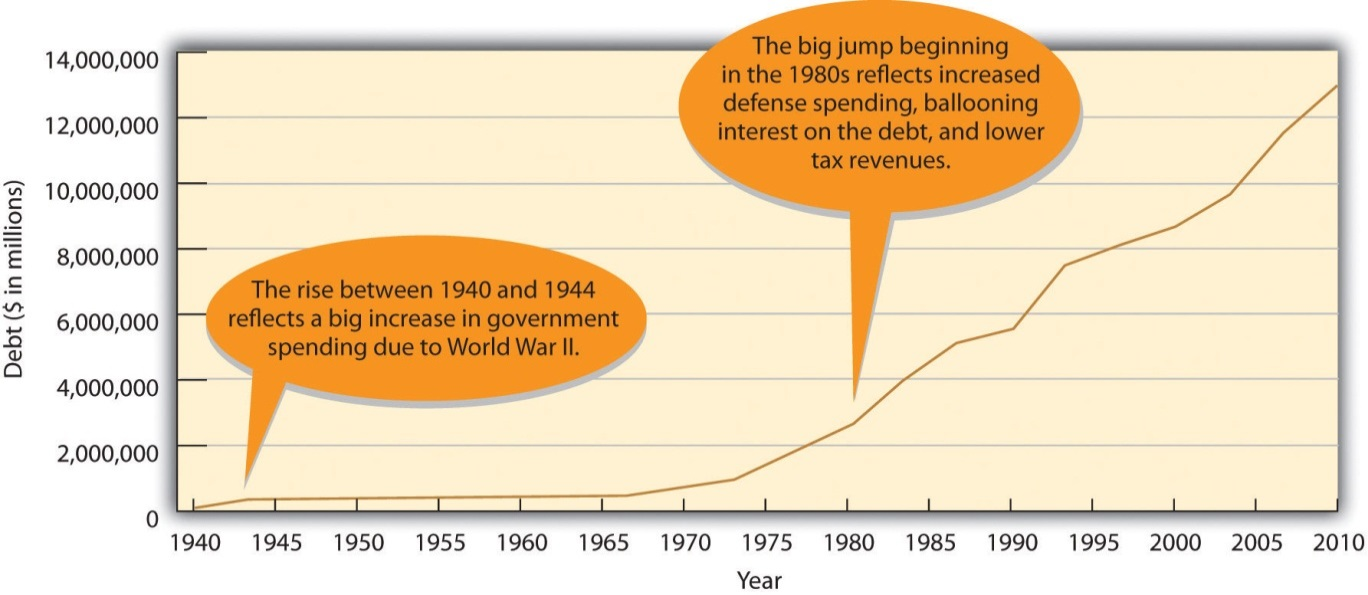 The big jump beginning
in the 1980s reflects increased
defense spending, ballooning
interest on the debt, and lower
tax revenues.
The rise between 1940 and 1944
reflects a big increase in government
spending due to World War II.
Debt ($ in millions)
14,000,000
12,000,000
10,000,000
8,000,000
6,000,000
4,000,000
2,000,000
0
1940 1945 1950 1955 1960 1965 1970 1975 1980 1985 1990 1995 2000 2005 2010
Year